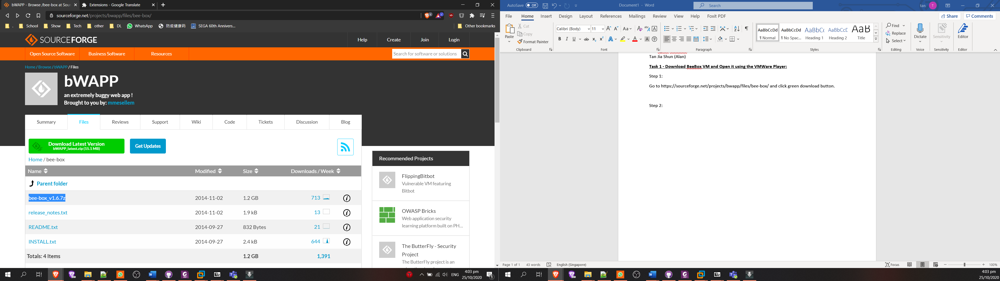 bWAPP - Browse /bee-box at Sour
Extensions - Google Translate
sourceforge.net/projects/bwapp/files/bee-box/
.
School
Show
Tech
other
DL
WhatsApp
防疫健康码
SEGA 60th Annivers...
Other bookmarks
SOURCEFORGE
Help
Create
Join
Login
Open Source Software
Business Software
Resources
Search for software or solutions
Home / Browse / bWAPP / Files
bWAPP
an extremely buggy web app !
Brought to you by: mmesellem
Summary
Files
Reviews
Support
Wiki
Code
Tickets
Discussion
Blog
Download Latest Version
bWAPP_latest.zip (15.1 MB)
Get Updates
Home / bee-box
Name
Modified
Size
Downloads / Week
Parent folder
bee-box_v1.6.7z
2014-11-02
1.2 GB
713
release_notes.txt
2014-11-02
1.9 kB
13
README.txt
2014-09-27
832 Bytes
21
INSTALL.txt
2014-09-27
2.4 kB
644
Totals: 4 Items
1.2 GB
1,391
Recommended Projects
FlippingBitbot
Vulnerable VM featuring
Bitbot
OWASP Bricks
Web application security
learning platform built on PH...
The ButterFly - Security
Project
The ButterFly project is an
ENG
4:03 pm
25/10/2020
AutoSave
Off
Document1 - Word
Search
tan
T
File
Home
Insert
Design
Layout
References
Mailings
Review
View
Help
Foxit PDF
Share
Comments
Paste
Cut
Copy
Format Painter
Clipboard
Calibri (Body)
11
Font
Paragraph
AaBbCcDd
¶ Normal
AaBbCcDd
¶ No Spac...
AaBbCc
Heading 1
AaBbCcD
Heading 2
AaB
Title
Styles
Find
Replace
Select
Editing
Dictate
Voice
Sensitivity
Sensitivity
Editor
Editor
Tan Jia Shun (Alan)
Task 1 - Download BeeBox VM and Open it using the VMWare Player:
Step 1:
Go to https://sourceforge.net/projects/bwapp/files/bee-box/ and click green download button.
Step 2:
Page 1 of 1
43 words
English (Singapore)
Focus
100%
4:03 pm
25/10/2020